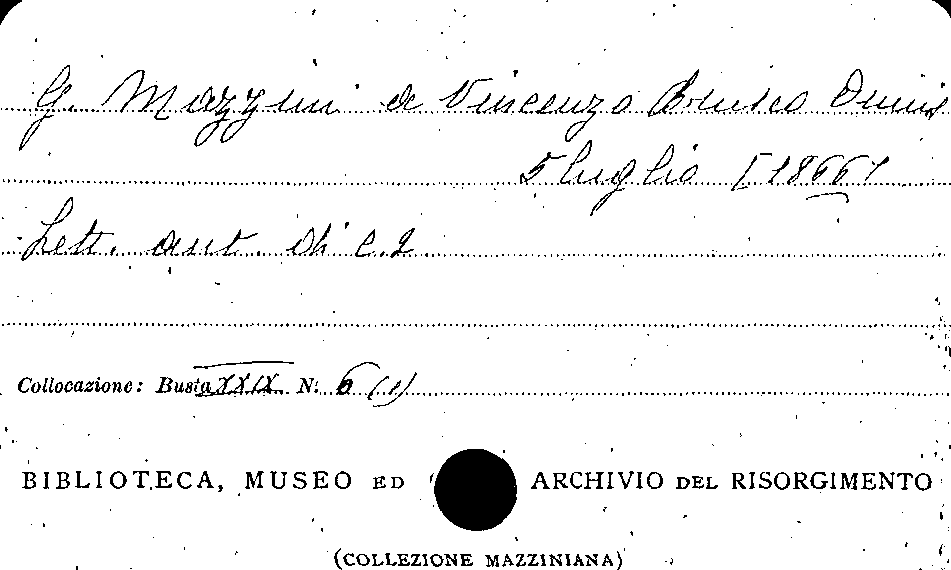 G. Mazzini a Vincenzo Brusco Onnis
5 luglio [1866]
Lett. aut. di c. 2
Collocazione: Busta XXIX N. 6 (1)
BIBLIOTECA, MUSEO ED ARCHIVIO DEL RISORGIMENTO
(COLLEZIONE MAZZINIANA)